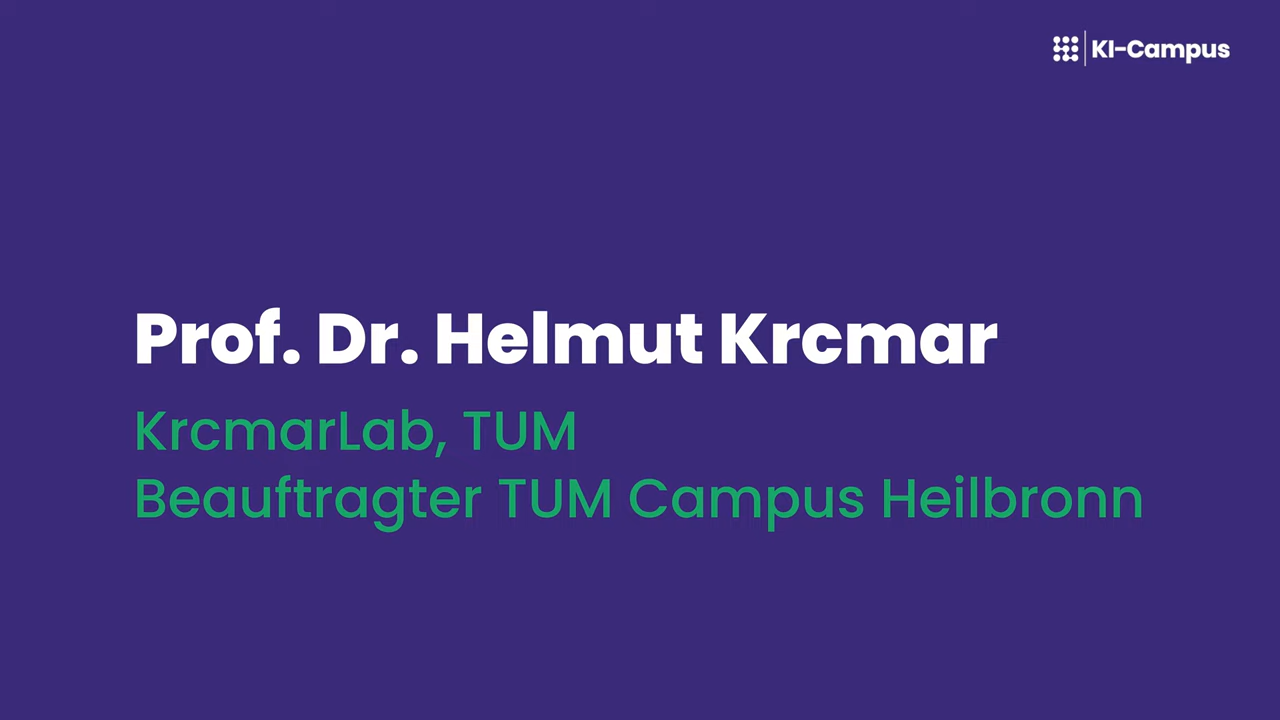 KI-Campus
Prof. Dr. Helmut Krcmar
KrcmarLab, TUM
Beauftragter TUM Campus Heilbronn